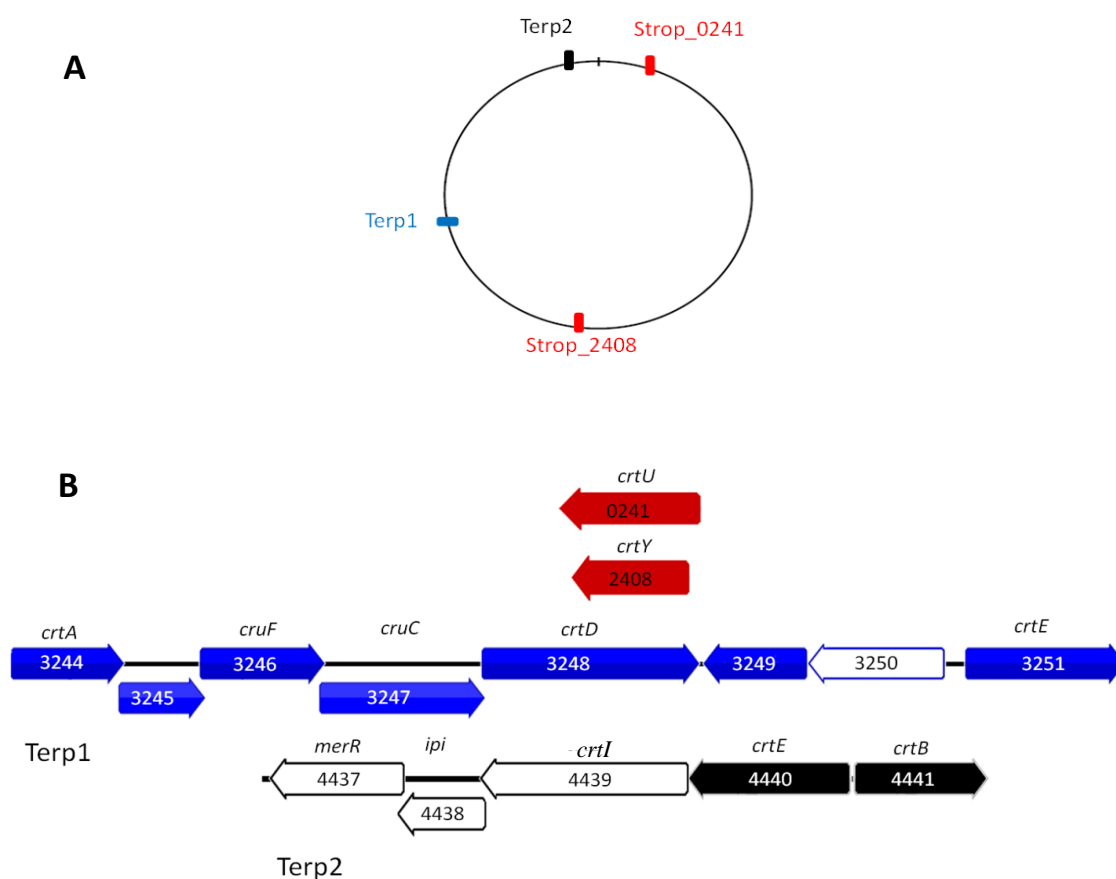 A
Terp2
Strop_0241
Terp1
Strop_2408
B
crtU
0241
crtY
2408
crtA cruF cruC crtD crtE
3244 3246 3248 3249 3250 3251
3245 3247
Terp1
merR ipi -crtI crtE crtB
4437 4439 4440 4441
4438
Terp2